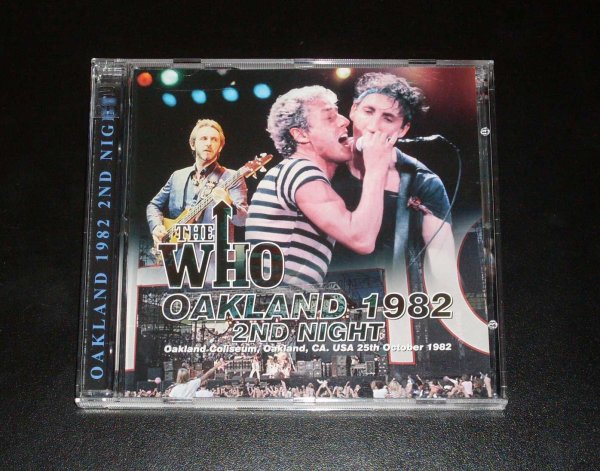 OAKLAND 1982 2ND NIGHT
THE
WHO
OAKLAND 1982
2ND NIGHT
Oakland Coliseum, Oakland, CA. USA 25th October 1982